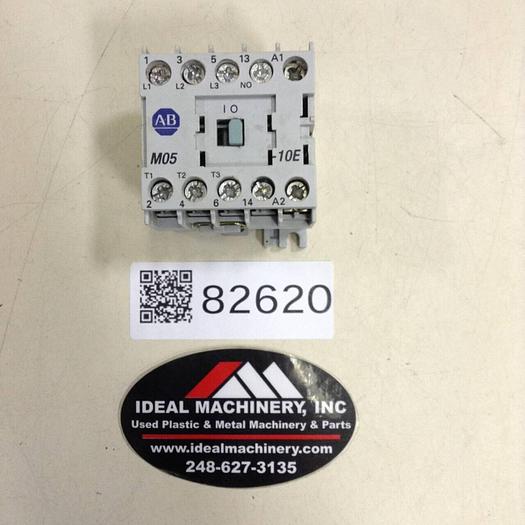 1 3 5 13 A1
L1 L2 L3 NO
I O
AB
M05 -10E
T1 T2 T3
2 4 6 14 A2
82620
IDEAL MACHINERY, INC
Used Plastic & Metal Machinery & Parts
www.idealmachinery.com
248-627-3135